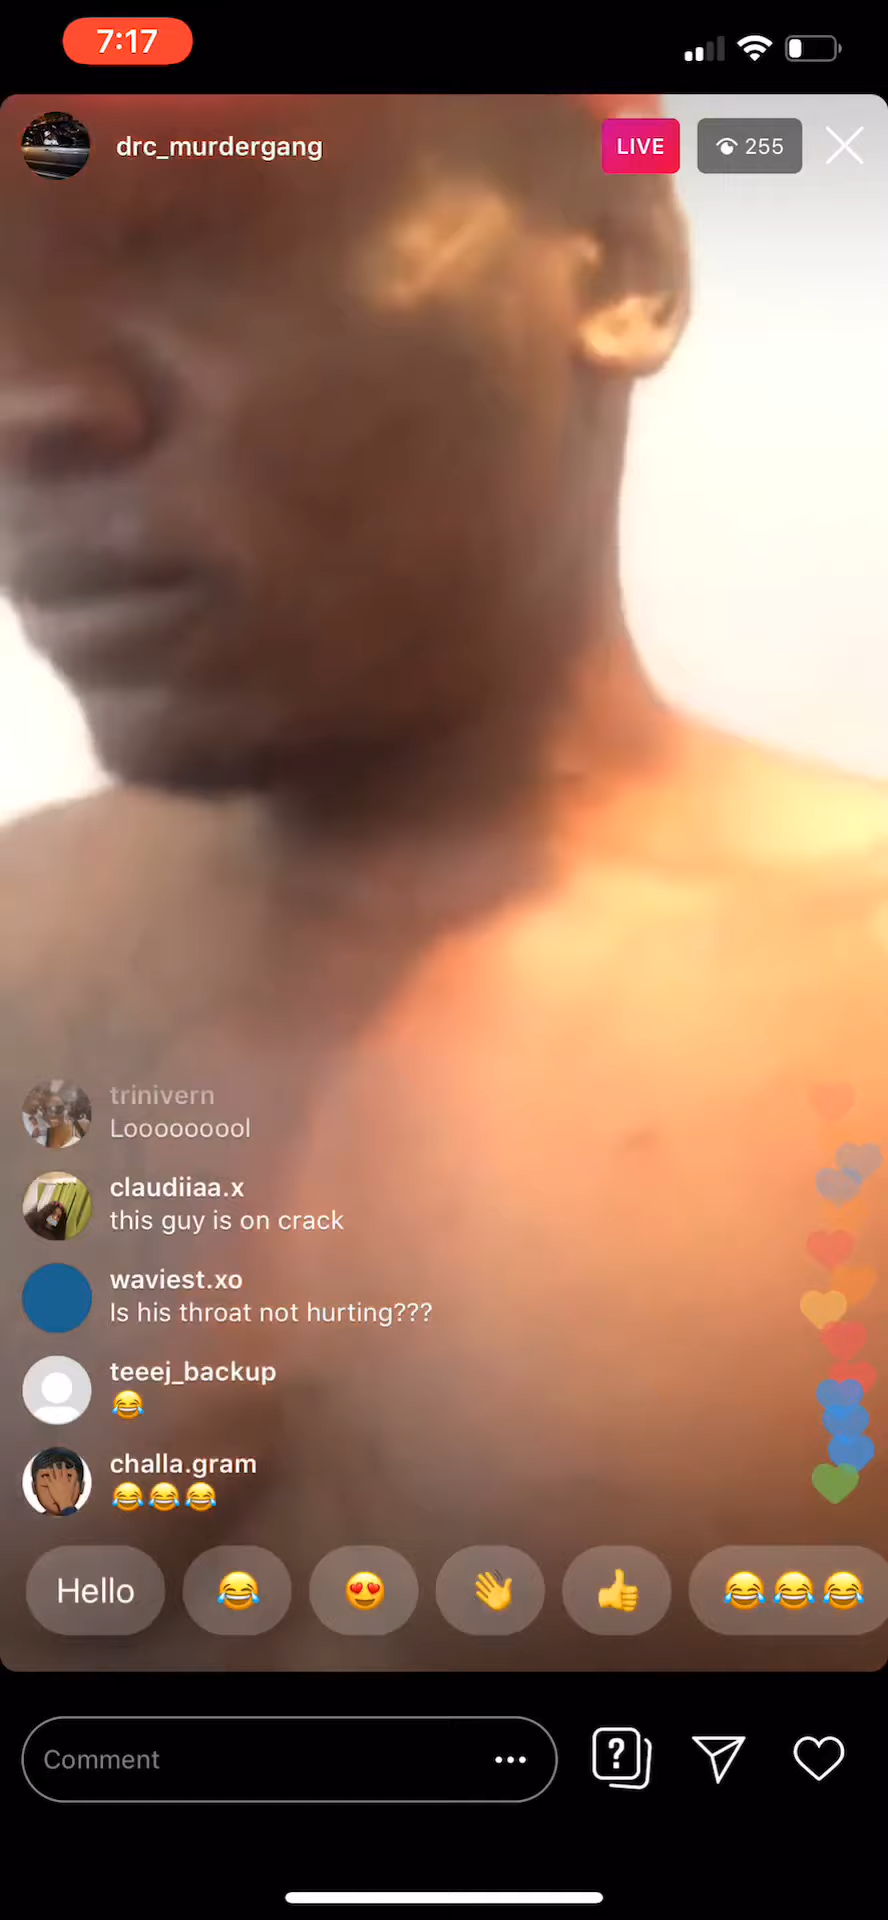 7:17
drc_murdergang
LIVE
255
trinivern
Looooooool
claudiiaa.x
this guy is on crack
waviest.xo
Is his throat not hurting???
teeej_backup
😂
challa.gram
😂😂😂
Hello 😂 😍 👋 👍 😂😂😂
Comment